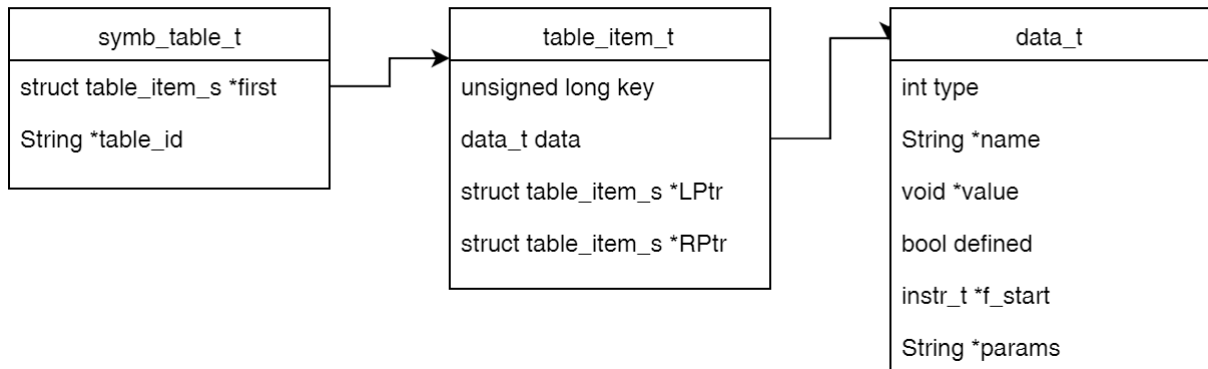 symb_table_t
struct table_item_s *first
String *table_id
table_item_t
unsigned long key
data_t data
struct table_item_s *LPtr
struct table_item_s *RPtr
data_t
int type
String *name
void *value
bool defined
instr_t *f_start
String *params